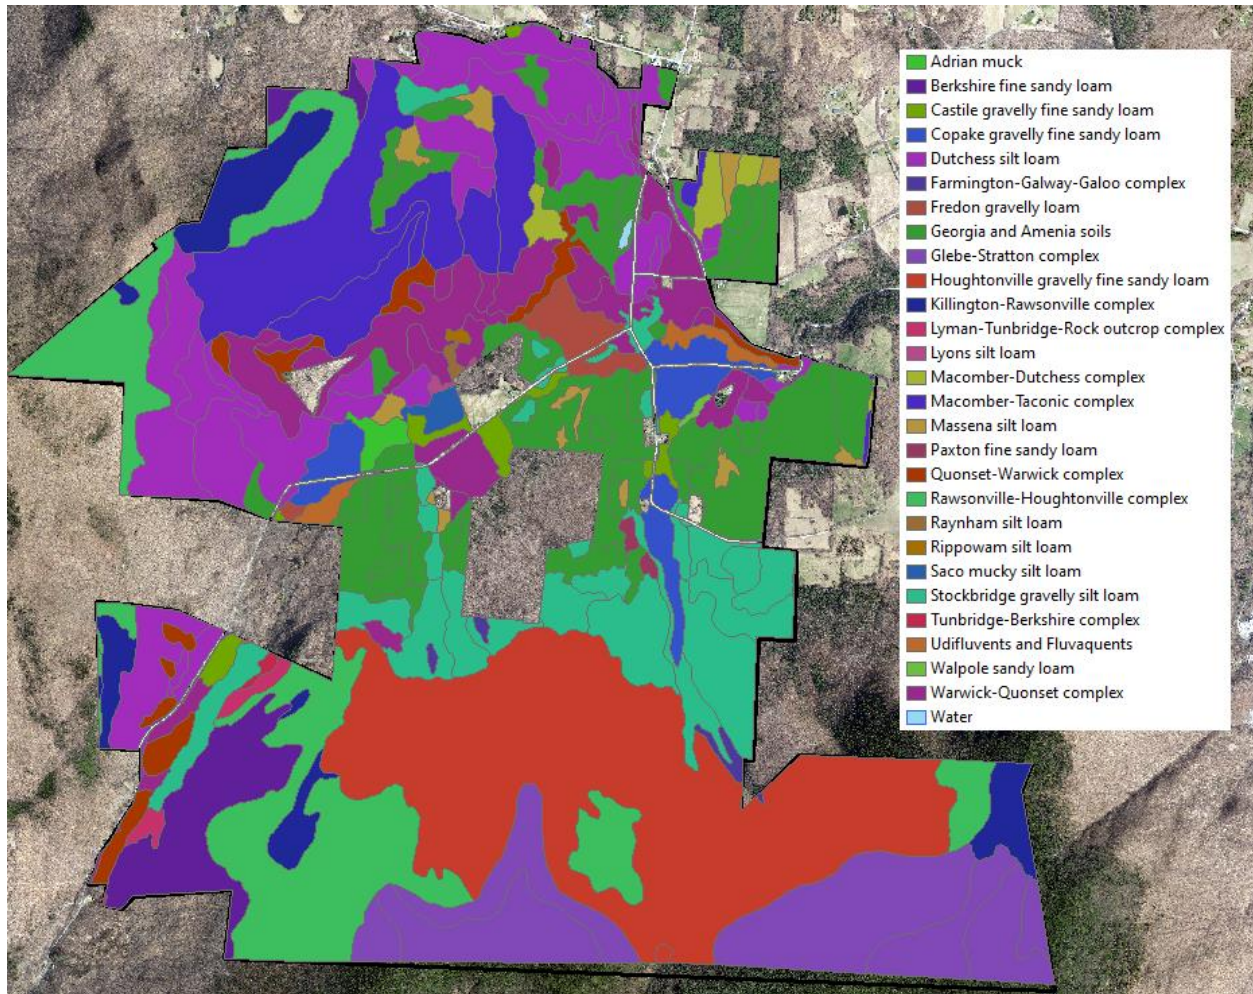 Adrian muck
Berkshire fine sandy loam
Castile gravelly fine sandy loam
Copake gravelly fine sandy loam
Dutchess silt loam
Farmington-Galway-Galoo complex
Fredon gravelly loam
Georgia and Amenia soils
Glebe-Stratton complex
Houghtonville gravelly fine sandy loam
Killington-Rawsonville complex
Lyman-Tunbridge-Rock outcrop complex
Lyons silt loam
Macomber-Dutchess complex
Macomber-Taconic complex
Massena silt loam
Paxton fine sandy loam
Quonset-Warwick complex
Rawsonville-Houghtonville complex
Raynham silt loam
Rippowam silt loam
Saco mucky silt loam
Stockbridge gravelly silt loam
Tunbridge-Berkshire complex
Udifluvents and Fluvaquents
Walpole sandy loam
Warwick-Quonset complex
Water